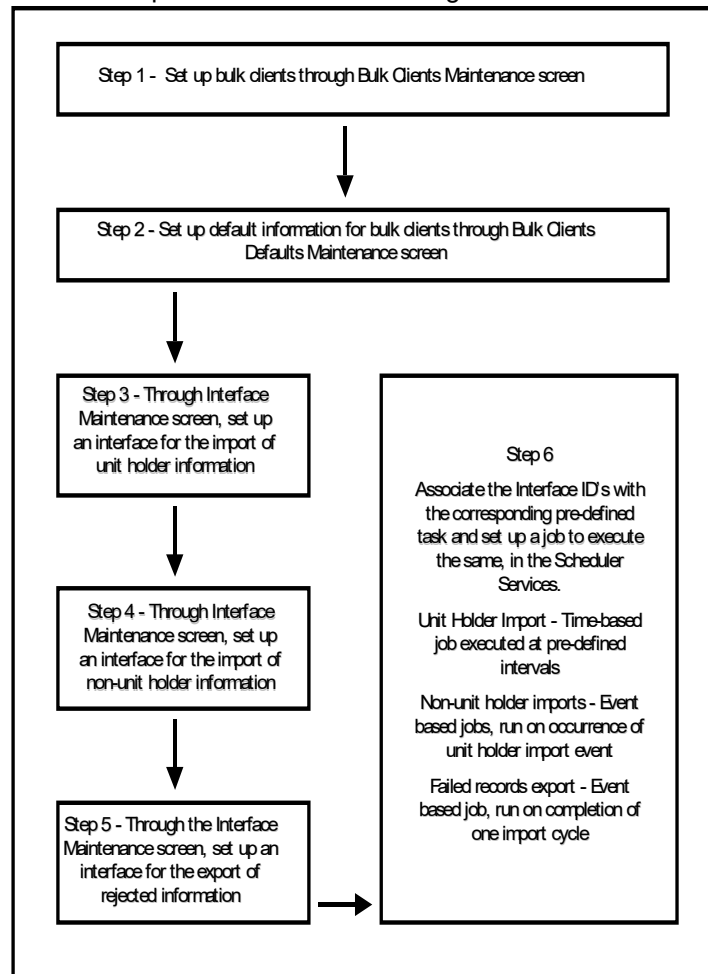 Step 1 - Set up bulk clients through Bulk Clients Maintenance screen
Step 2 - Set up default information for bulk clients through Bulk Clients
Defaults Maintenance screen
Step 3 - Through Interface
Maintenance screen, set up
an interface for the import of
unit holder information
Step 4 - Through Interface
Maintenance screen, set up
an interface for the import of
non-unit holder information
Step 5 - Through the Interface
Maintenance screen, set up an
interface for the export of
rejected information
Step 6
Associate the Interface ID's with
the corresponding pre-defined
task and set up a job to execute
the same, in the Scheduler
Services.
Unit Holder Import - Time-based
job executed at pre-defined
intervals
Non-unit holder imports - Event
based jobs, run on occurrence of
unit holder import event
Failed records export - Event
based job, run on completion of
one import cycle